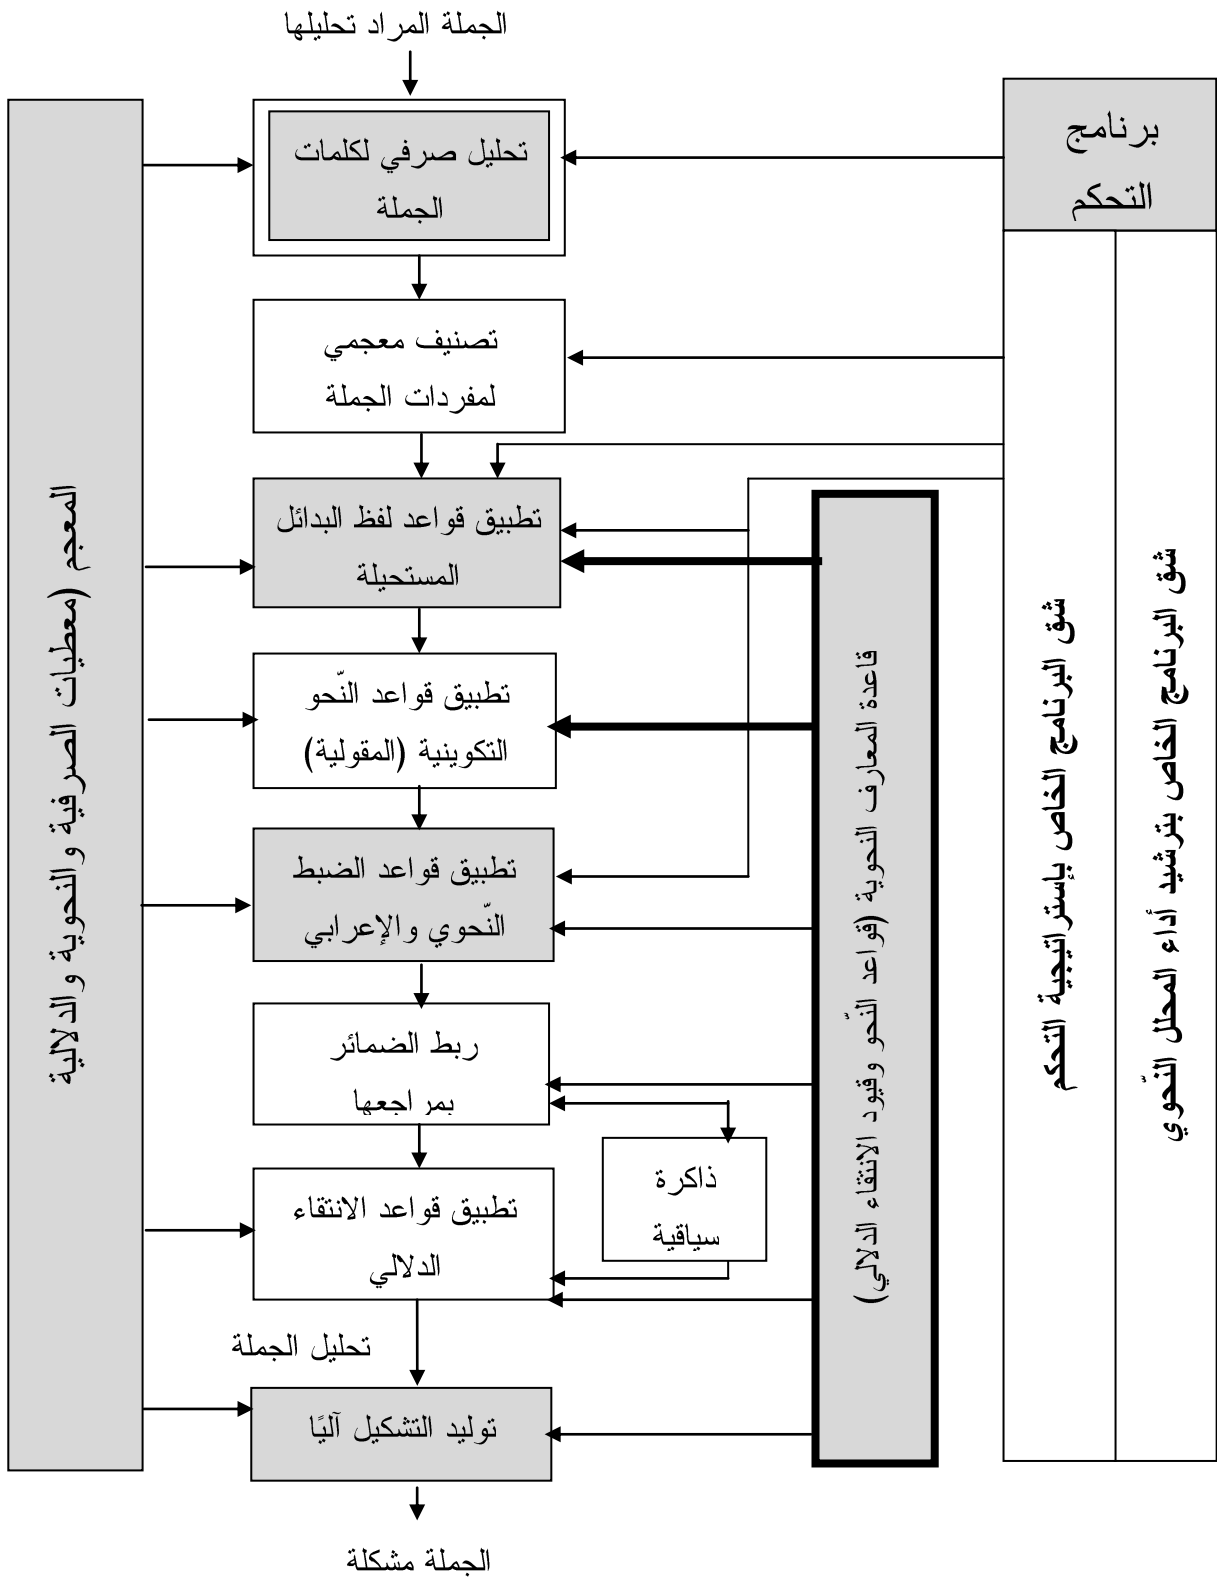 الجملة المراد تحليلها
برنامج
التحكم
تحليل صرفي لكلمات
الجملة
تصنيف معجمي
لمفردات الجملة
تطبيق قواعد لفظ البدائل
المستحيلة
تطبيق قواعد النّحو
التكوينية (المقولية)
تطبيق قواعد الضبط
النّحوي والإعرابي
ربط الضمائر
بمراجعها
ذاكرة
سياقية
تطبيق قواعد الانتقاء
الدلالي
تحليل الجملة
توليد التشكيل آليًا
الجملة مشكلة
شق البرنامج الخاص بترشيد أداء المحلل النّحوي
شق البرنامج الخاص بإستراتيجية التحكم
قاعدة المعارف النحوية (قواعد النّحو وقيود الانتقاء الدلالي)
المعجم (معطيات الصرفية والنحوية والدلالية